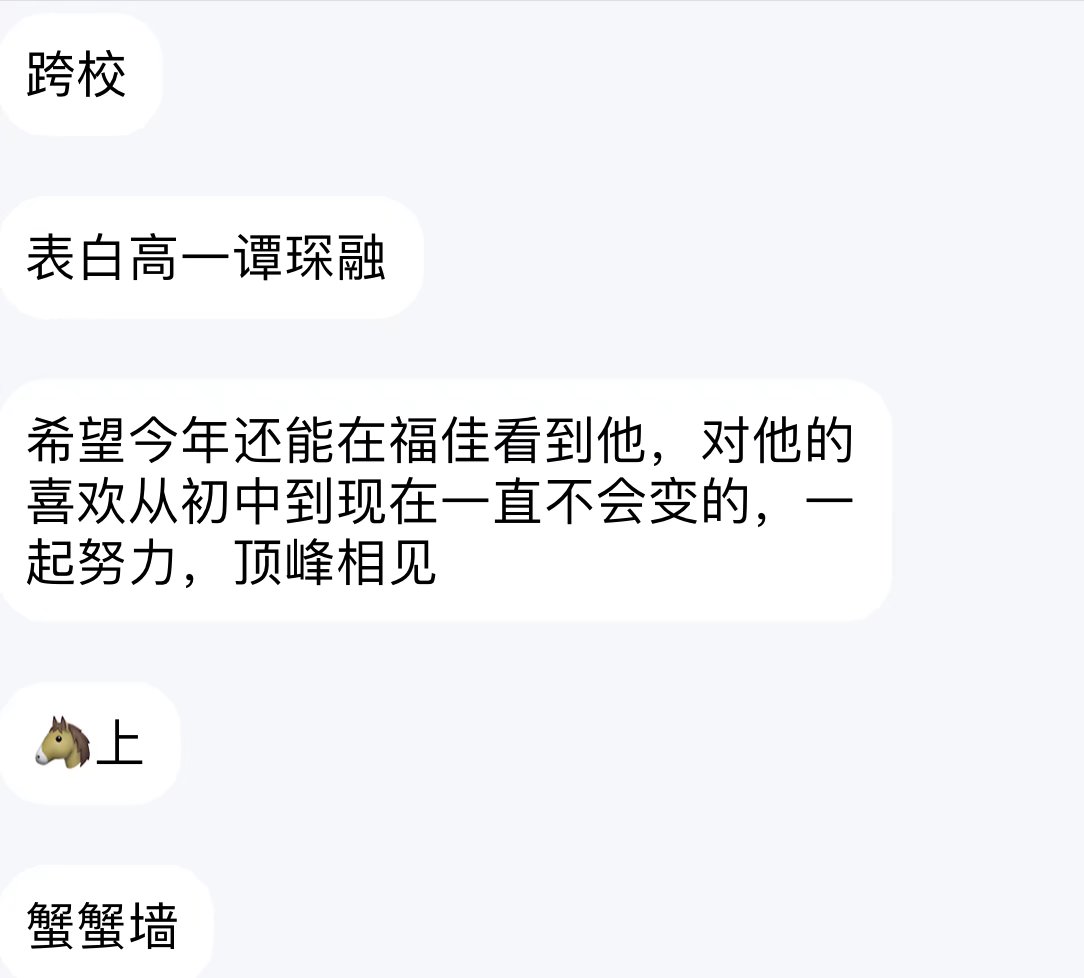 跨校
表白高一谭琛融
希望今年还能在福佳看到他，对他的
喜欢从初中到现在一直不会变的，一
起努力，顶峰相见
🐴上
蟹蟹墙